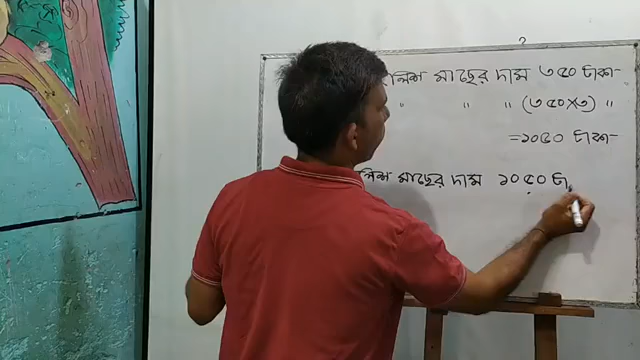 ?
মাছের দাম ৩৫০ টাকা
" " " (৩৫০×৩) "
=১০৫০ টাকা
মাছের দাম ১০৫০ টা